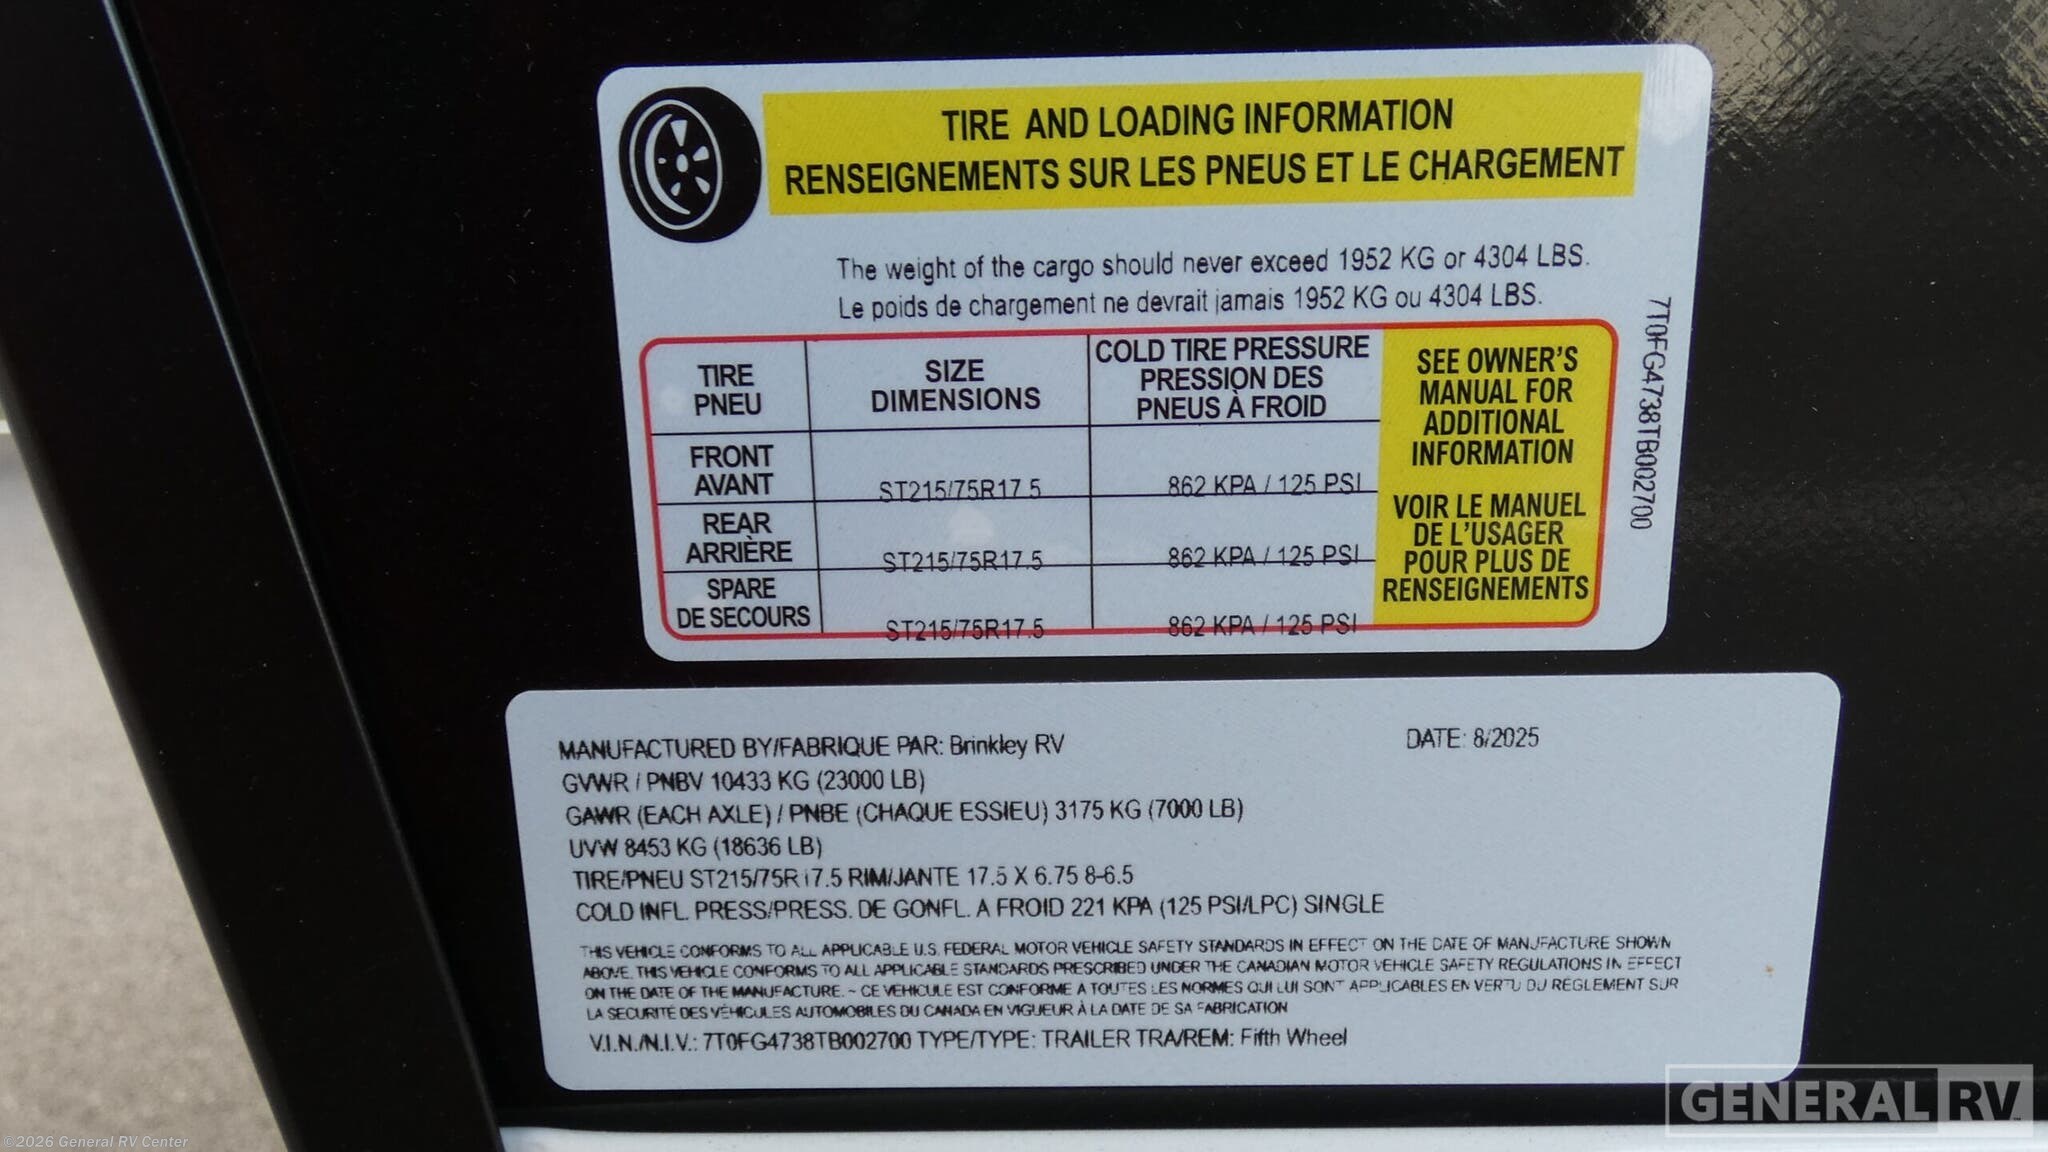 TIRE AND LOADING INFORMATION
RENSEIGNEMENTS SUR LES PNEUS ET LE CHARGEMENT
The weight of the cargo should never exceed 1952 KG or 4304 LBS.
Le poids de chargement ne devrait jamais 1952 KG ou 4304 LBS.
TIRE
PNEU
SIZE
DIMENSIONS
COLD TIRE PRESSURE
PRESSION DES
PNEUS À FROID
FRONT
AVANT
ST215/75R17.5
862 KPA / 125 PSI
REAR
ARRIÈRE
ST215/75R17.5
862 KPA / 125 PSI
SPARE
DE SECOURS
ST215/75R17.5
862 KPA / 125 PSI
SEE OWNER'S
MANUAL FOR
ADDITIONAL
INFORMATION
VOIR LE MANUEL
DE L'USAGER
POUR PLUS DE
RENSEIGNEMENTS
7T0FG4738TB002700
MANUFACTURED BY/FABRIQUE PAR: Brinkley RV
DATE: 8/2025
GVWR / PNBV 10433 KG (23000 LB)
GAWR (EACH AXLE) / PNBE (CHAQUE ESSIEU) 3175 KG (7000 LB)
UVW 8453 KG (18636 LB)
TIRE/PNEU ST215/75R17.5 RIM/JANTE 17.5 X 6.75 8-6.5
COLD INFL. PRESS/PRESS. DE GONFL. A FROID 221 KPA (125 PSI/LPC) SINGLE
THIS VEHICLE CONFORMS TO ALL APPLICABLE U.S. FEDERAL MOTOR VEHICLE SAFETY STANDARDS IN EFFECT ON THE DATE OF MANUFACTURE SHOWN
ABOVE. THIS VEHICLE CONFORMS TO ALL APPLICABLE STANDARDS PRESCRIBED UNDER THE CANADIAN MOTOR VEHICLE SAFETY REGULATIONS IN EFFECT
ON THE DATE OF THE MANUFACTURE. ~ CE VEHICULE EST CONFORME A TOUTES LES NORMES QUI LUI SONT APPLICABLES EN VERTU DU RÉGLEMENT SUR
LA SECURITÉ DES VÉHICULES AUTOMOBILES DU CANADA EN VIGUEUR À LA DATE DE SA FABRICATION
V.I.N./N.I.V.: 7T0FG4738TB002700 TYPE/TYPE: TRAILER TRA/REM: Fifth Wheel
GENERAL RV
©2026 General RV Center